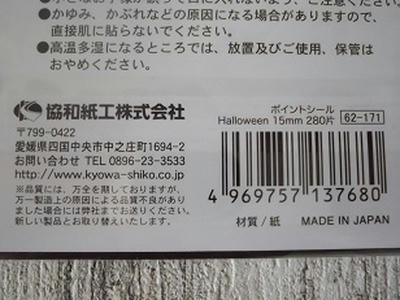 ●かゆみ、かぶれなどの原因になる場合がありますので、
直接肌に貼らないでください。
●高温多湿になるところでは、放置及びご使用、保管は
おやめください。
協和紙工株式会社
〒799-0422
愛媛県四国中央市中之庄町1694-2
お問い合わせ TEL 0896-23-3533
http://www.kyowa-shiko.co.jp
※品質には、万全を期しておりますが、
万一製造上の原因による品質不良があり
ました場合には弊社までお送りください。
新しい製品とお取り替え致します。
ポイントシール
Halloween 15mm 280片 62-171
4969757137680
材質/紙 MADE IN JAPAN